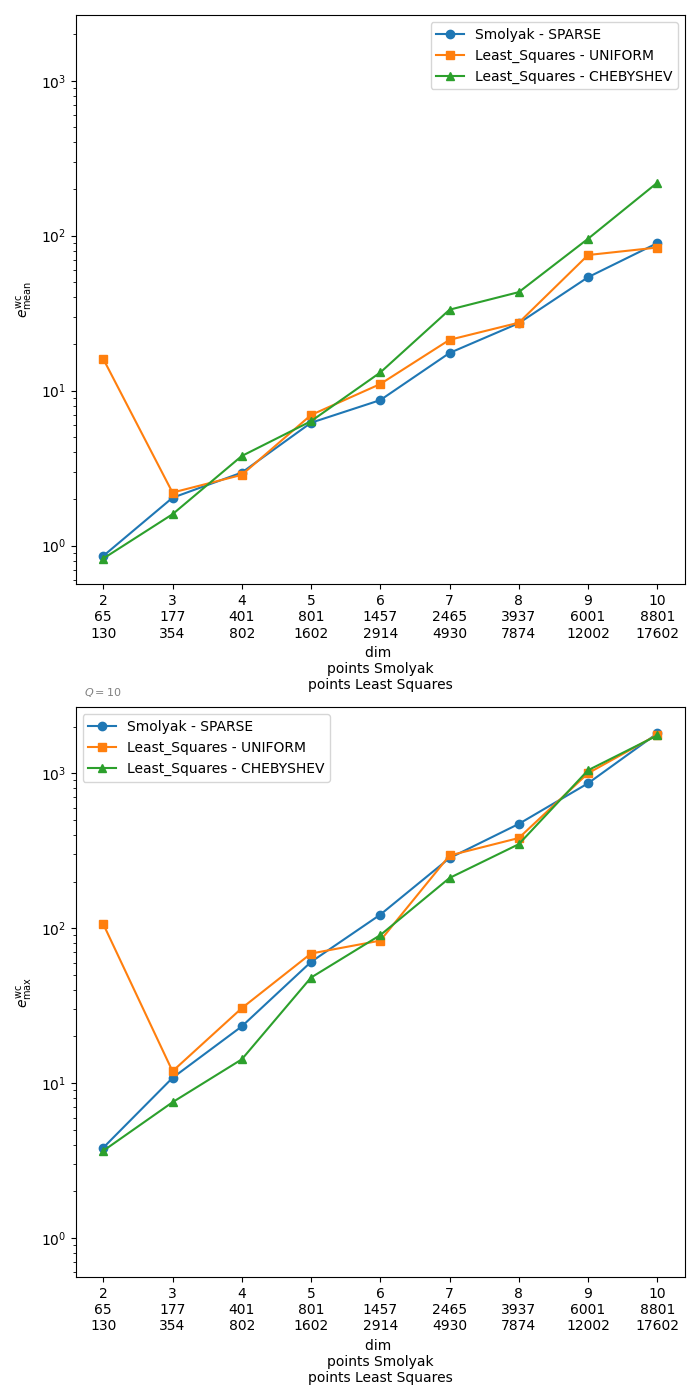 Smolyak - SPARSE
Least_Squares - UNIFORM
Least_Squares - CHEBYSHEV
10³
10²
10¹
10⁰
e^wc_mean
2 3 4 5 6 7 8 9 10
65 177 401 801 1457 2465 3937 6001 8801
130 354 802 1602 2914 4930 7874 12002 17602
dim
points Smolyak
points Least Squares
Q = 10
Smolyak - SPARSE
Least_Squares - UNIFORM
Least_Squares - CHEBYSHEV
10³
10²
10¹
10⁰
e^wc_max
2 3 4 5 6 7 8 9 10
65 177 401 801 1457 2465 3937 6001 8801
130 354 802 1602 2914 4930 7874 12002 17602
dim
points Smolyak
points Least Squares